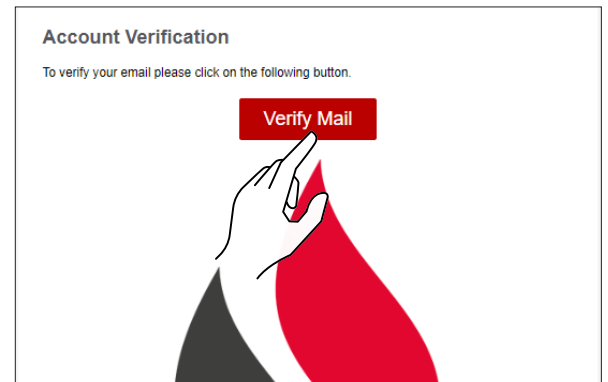 Account Verification
To verify your email please click on the following button.
Verify Mail